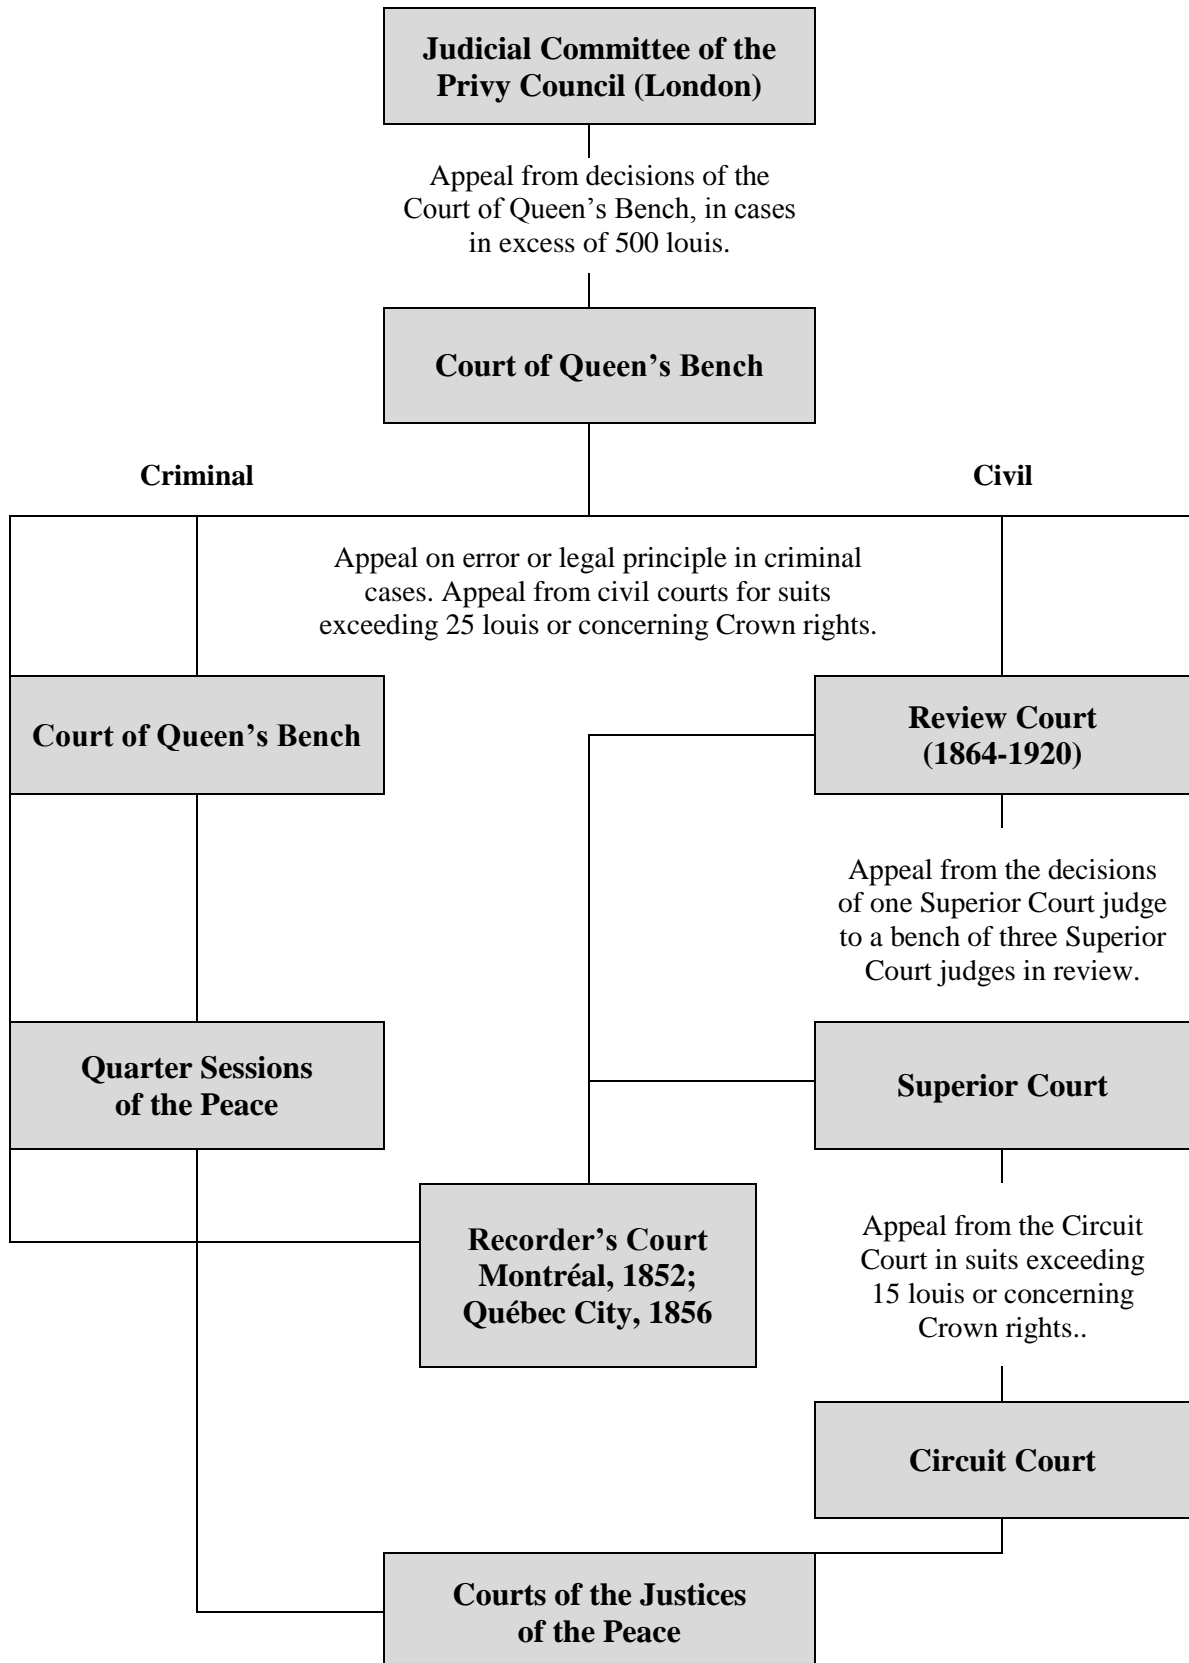 Judicial Committee of the
Privy Council (London)
Appeal from decisions of the
Court of Queen’s Bench, in cases
in excess of 500 louis.
Court of Queen’s Bench
Criminal
Civil
Appeal on error or legal principle in criminal
cases. Appeal from civil courts for suits
exceeding 25 louis or concerning Crown rights.
Court of Queen’s Bench
Review Court
(1864-1920)
Appeal from the decisions
of one Superior Court judge
to a bench of three Superior
Court judges in review.
Quarter Sessions
of the Peace
Superior Court
Recorder’s Court
Montréal, 1852;
Québec City, 1856
Appeal from the Circuit
Court in suits exceeding
15 louis or concerning
Crown rights..
Circuit Court
Courts of the Justices
of the Peace